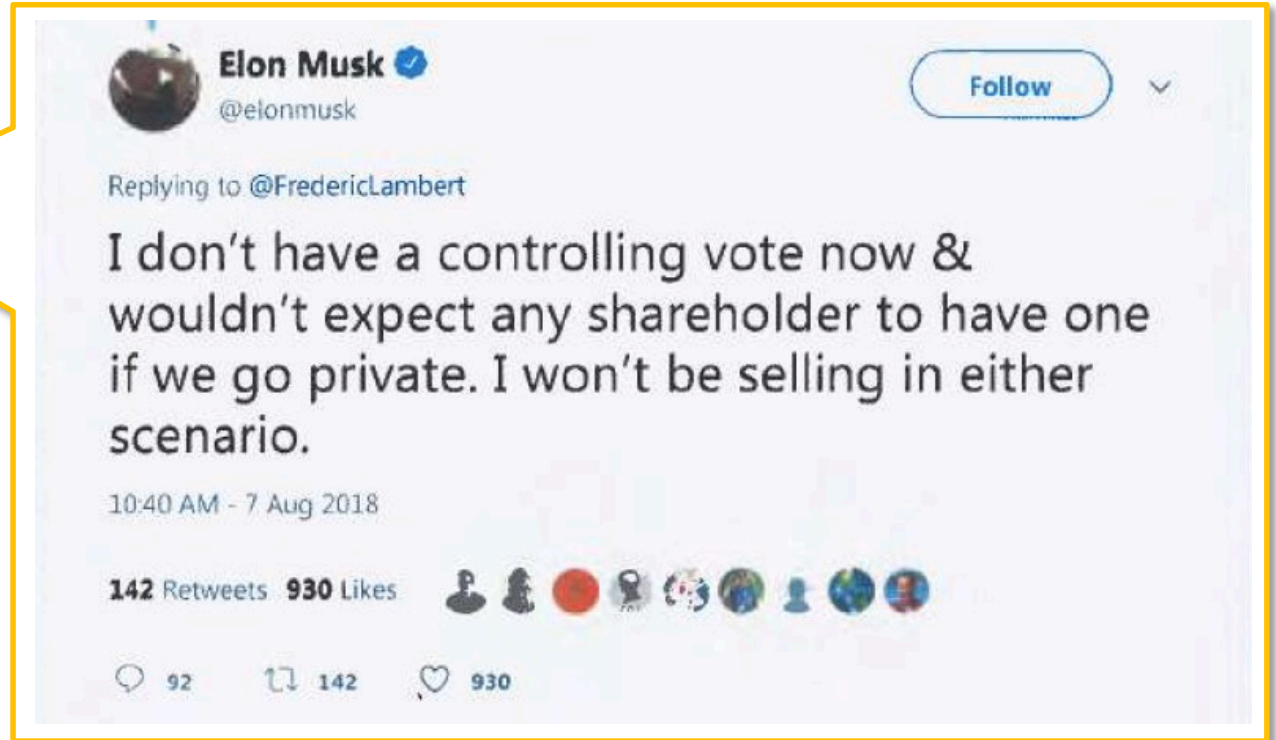 Elon Musk
@elonmusk
Follow
Replying to @FredericLambert
I don't have a controlling vote now &
wouldn't expect any shareholder to have one
if we go private. I won't be selling in either
scenario.
10:40 AM - 7 Aug 2018
142 Retweets 930 Likes
92 142 930